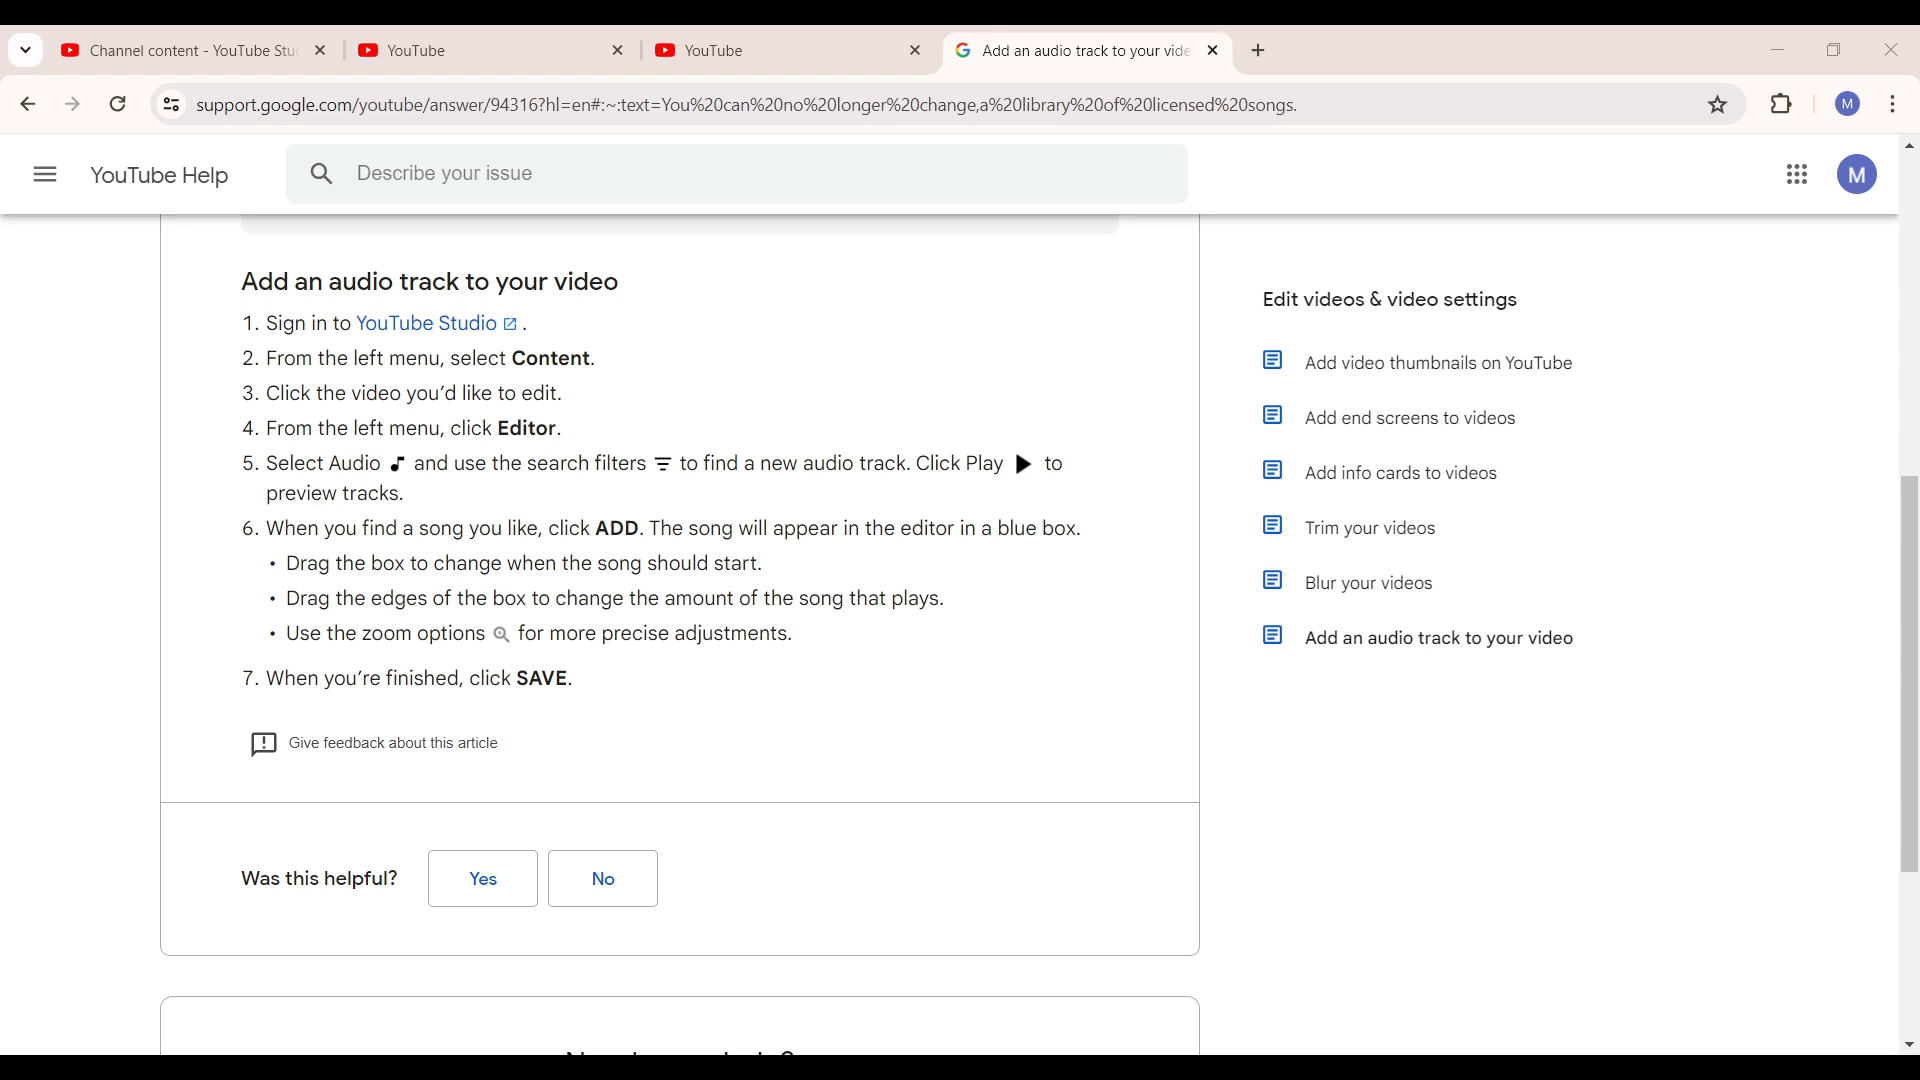 Channel content - YouTube Stu
YouTube
YouTube
Add an audio track to your vide
support.google.com/youtube/answer/94316?hl=en#:~:text=You%20can%20no%20longer%20change,a%20library%20of%20licensed%20songs.
M
YouTube Help
Describe your issue
M
Add an audio track to your video
1. Sign in to YouTube Studio .
2. From the left menu, select Content.
3. Click the video you’d like to edit.
4. From the left menu, click Editor.
5. Select Audio and use the search filters to find a new audio track. Click Play to
preview tracks.
6. When you find a song you like, click ADD. The song will appear in the editor in a blue box.
• Drag the box to change when the song should start.
• Drag the edges of the box to change the amount of the song that plays.
• Use the zoom options for more precise adjustments.
7. When you’re finished, click SAVE.
Give feedback about this article
Was this helpful?
Yes
No
Edit videos & video settings
Add video thumbnails on YouTube
Add end screens to videos
Add info cards to videos
Trim your videos
Blur your videos
Add an audio track to your video